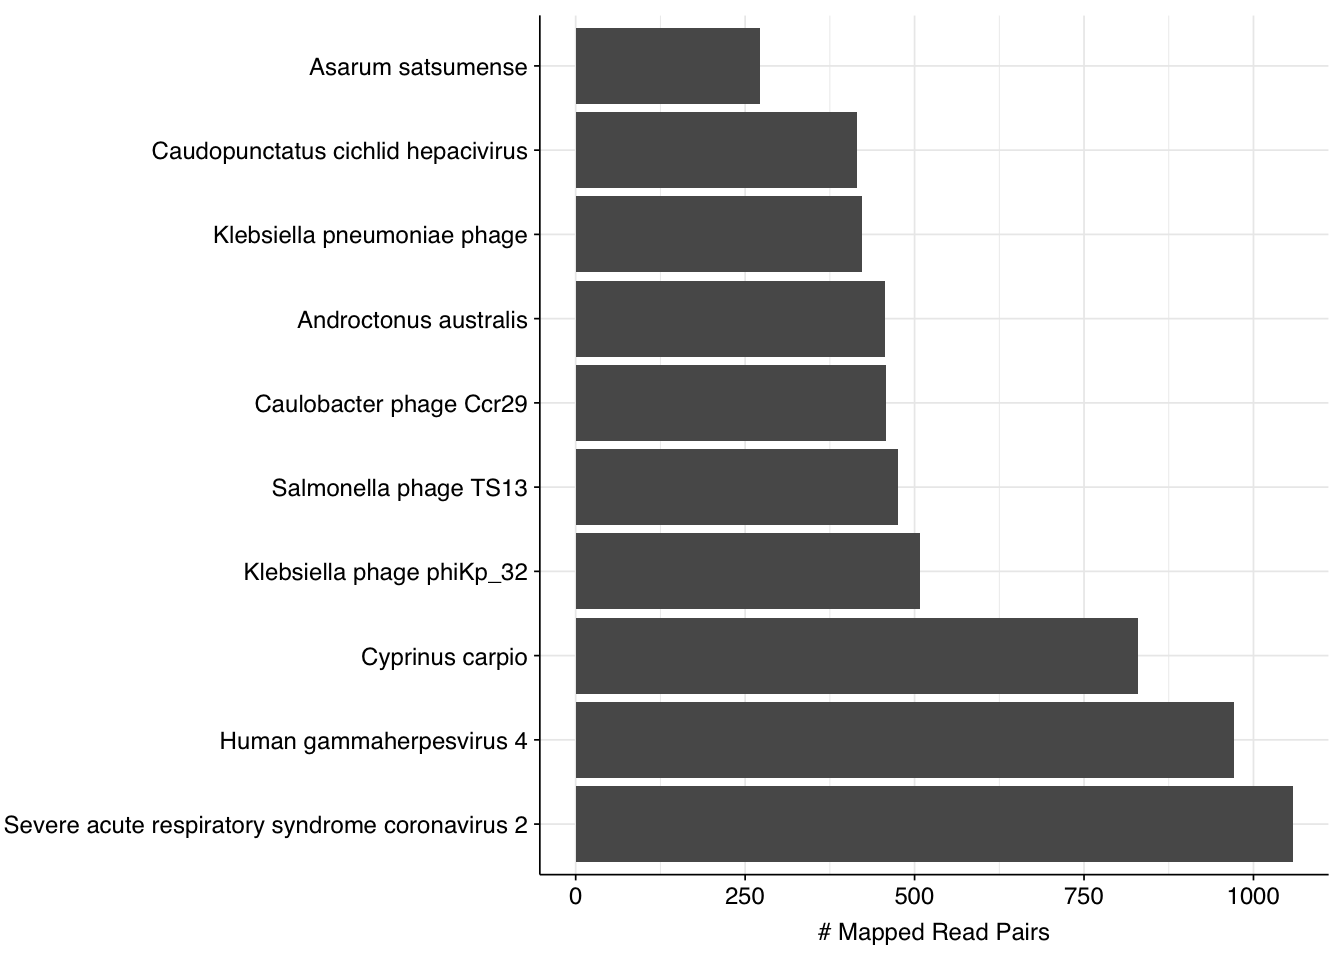 Asarum satsumense
Caudopunctatus cichlid hepacivirus
Klebsiella pneumoniae phage
Androctonus australis
Caulobacter phage Ccr29
Salmonella phage TS13
Klebsiella phage phiKp_32
Cyprinus carpio
Human gammaherpesvirus 4
Severe acute respiratory syndrome coronavirus 2
0 250 500 750 1000
# Mapped Read Pairs